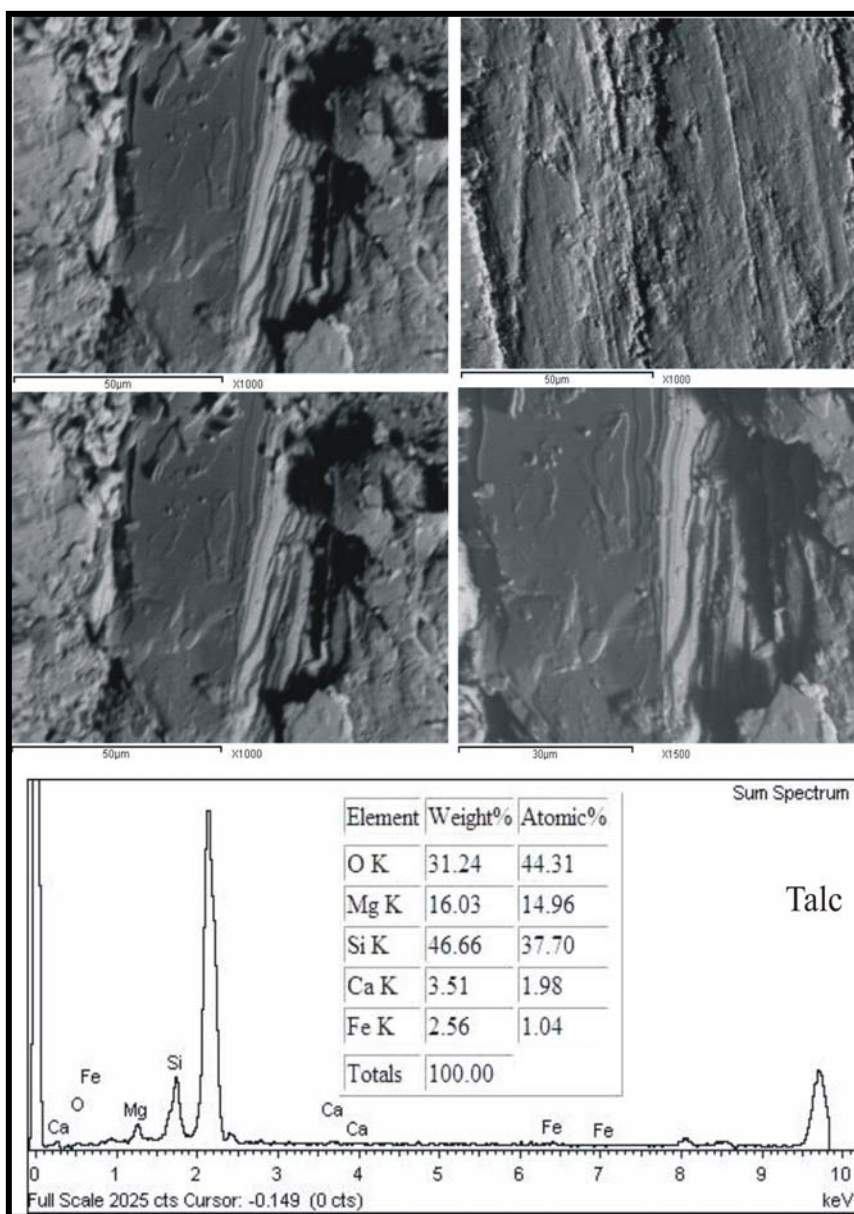 50µm X1000
50µm X1000
50µm X1000
30µm X1500
Sum Spectrum
Element Weight% Atomic%
O K 31.24 44.31
Mg K 16.03 14.96
Si K 46.66 37.70
Ca K 3.51 1.98
Fe K 2.56 1.04
Totals 100.00
Talc
Fe
O
Ca
Mg
Si
Ca
Ca
Fe
Fe
0 1 2 3 4 5 6 7 8 9 10
Full Scale 2025 cts Cursor: -0.149 (0 cts) keV